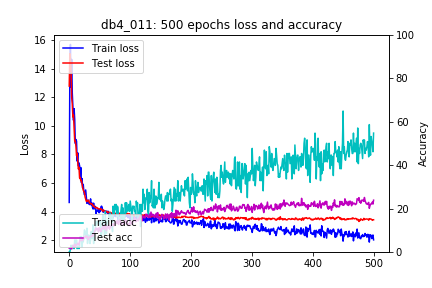 db4_011: 500 epochs loss and accuracy
Train loss
Test loss
Train acc
Test acc
Loss
16
14
12
10
8
6
4
2
Accuracy
100
80
60
40
20
0
0
100
200
300
400
500